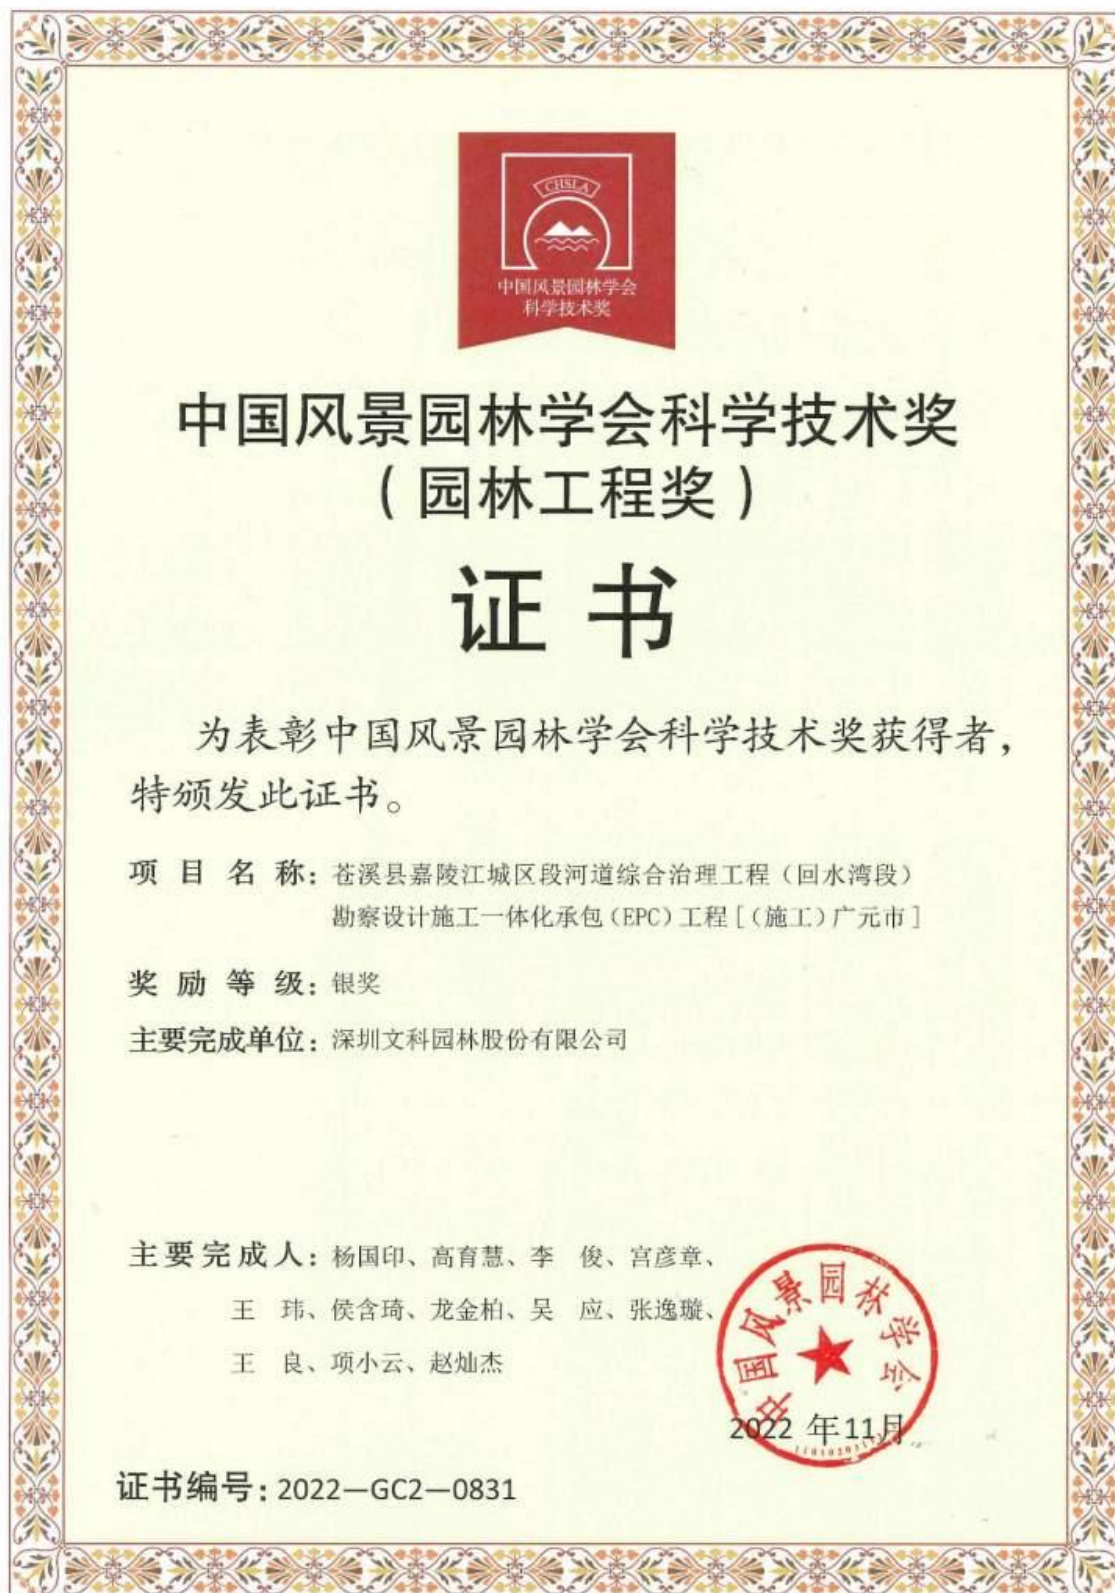 CHSLA
中国风景园林学会
科学技术奖
中国风景园林学会科学技术奖
（园林工程奖）
证书
为表彰中国风景园林学会科学技术奖获得者，
特颁发此证书。
项目名称：苍溪县嘉陵江城区段河道综合治理工程（回水湾段）
勘察设计施工一体化承包（EPC）工程［（施工）广元市］
奖励等级：银奖
主要完成单位：深圳文科园林股份有限公司
主要完成人：杨国印、高育慧、李　俊、宫彦章、
王　玮、侯含琦、龙金柏、吴　应、张逸璇、
王　良、项小云、赵灿杰
中国风景园林学会
2022 年11月
证书编号：2022—GC2—0831